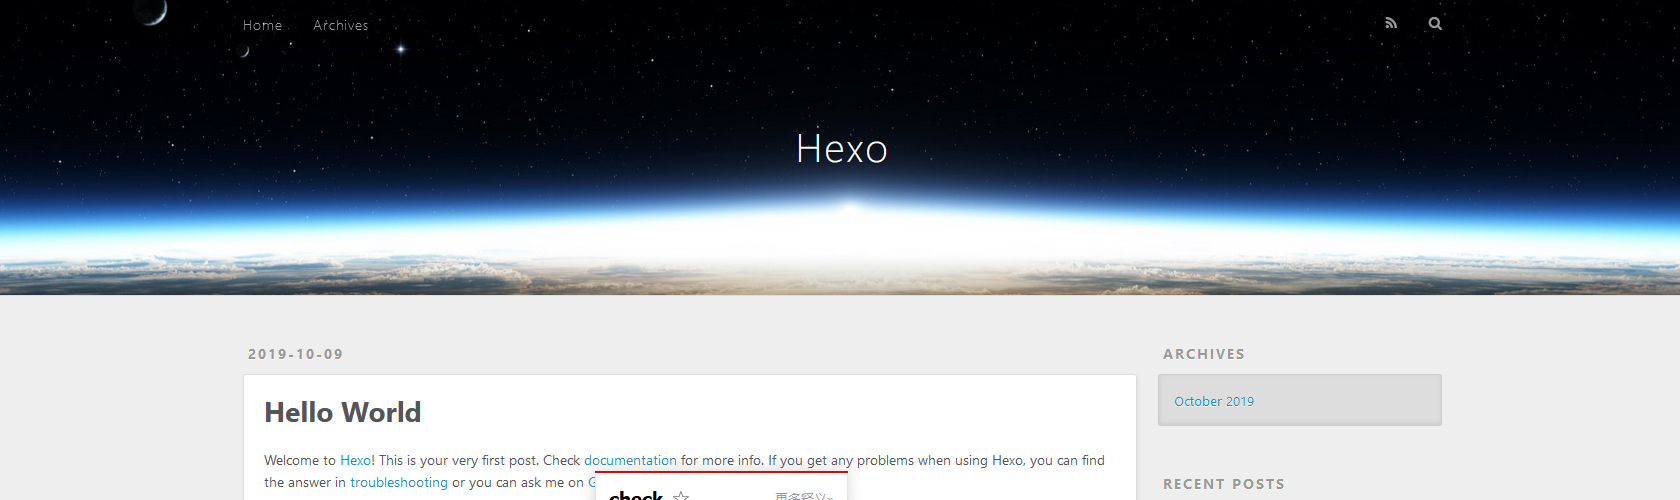 Home Archives
Hexo
2019-10-09
Hello World
Welcome to Hexo! This is your very first post. Check documentation for more info. If you get any problems when using Hexo, you can find
the answer in troubleshooting or you can ask me on G
check 更多释义»
ARCHIVES
October 2019
RECENT POSTS